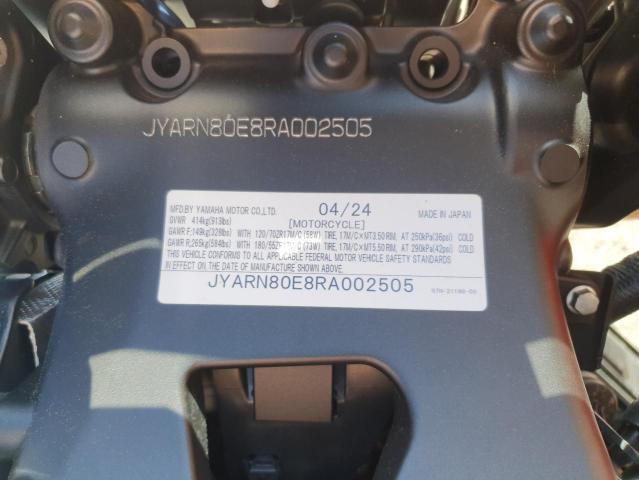 JYARN80E8RA002505
MFD.BY YAMAHA MOTOR CO.,LTD. 04/24 MADE IN JAPAN
GVWR 414kg(913lbs) [MOTORCYCLE]
GAWR F;149kg(328lbs) WITH 120/70ZR17M/C(58W) TIRE, 17M/C×MT3.50 RIM, AT 250kPa(36psi) COLD
GAWR R;265kg(584lbs) WITH 180/55ZR17M/C(73W) TIRE, 17M/C×MT5.50 RIM, AT 290kPa(42psi) COLD
THIS VEHICLE CONFORMS TO ALL APPLICABLE FEDERAL MOTOR VEHICLE SAFETY STANDARDS
IN EFFECT ON THE DATE OF MANUFACTURE SHOWN ABOVE.
JYARN80E8RA002505